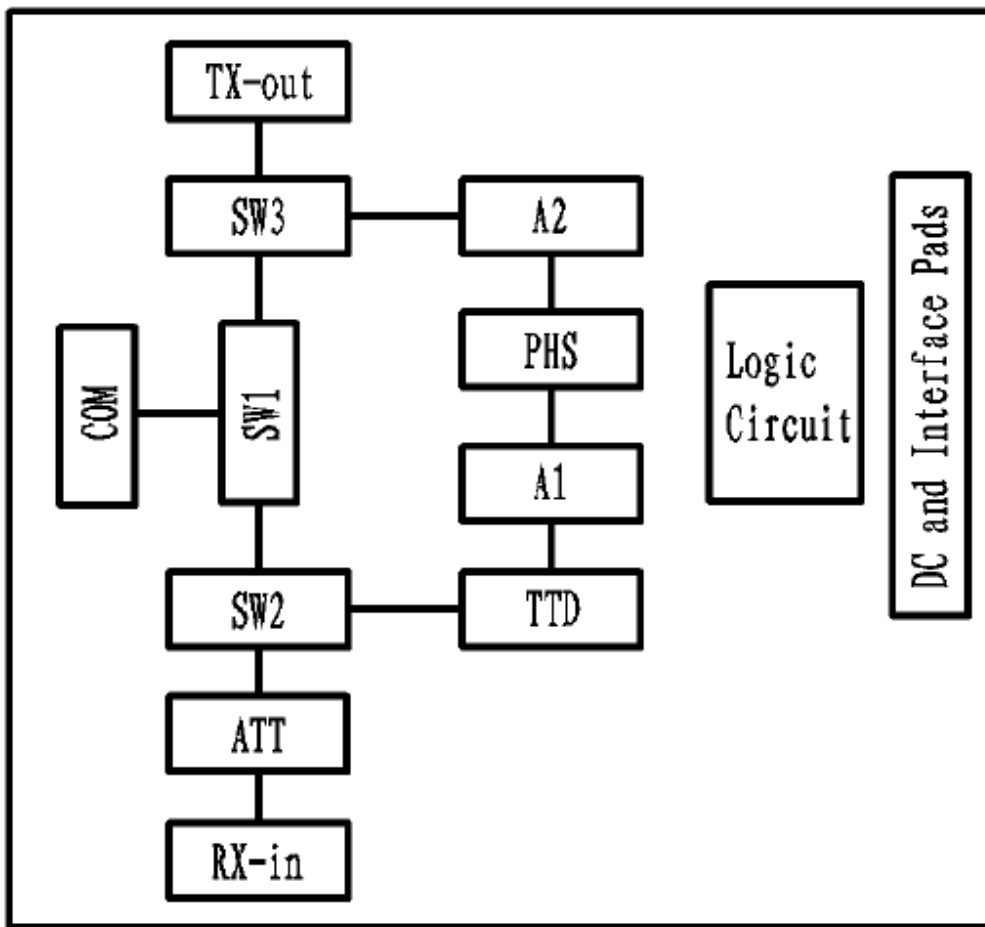 TX-out
SW3
A2
COM
SW1
PHS
Logic
Circuit
DC and Interface Pads
A1
SW2
TTD
ATT
RX-in